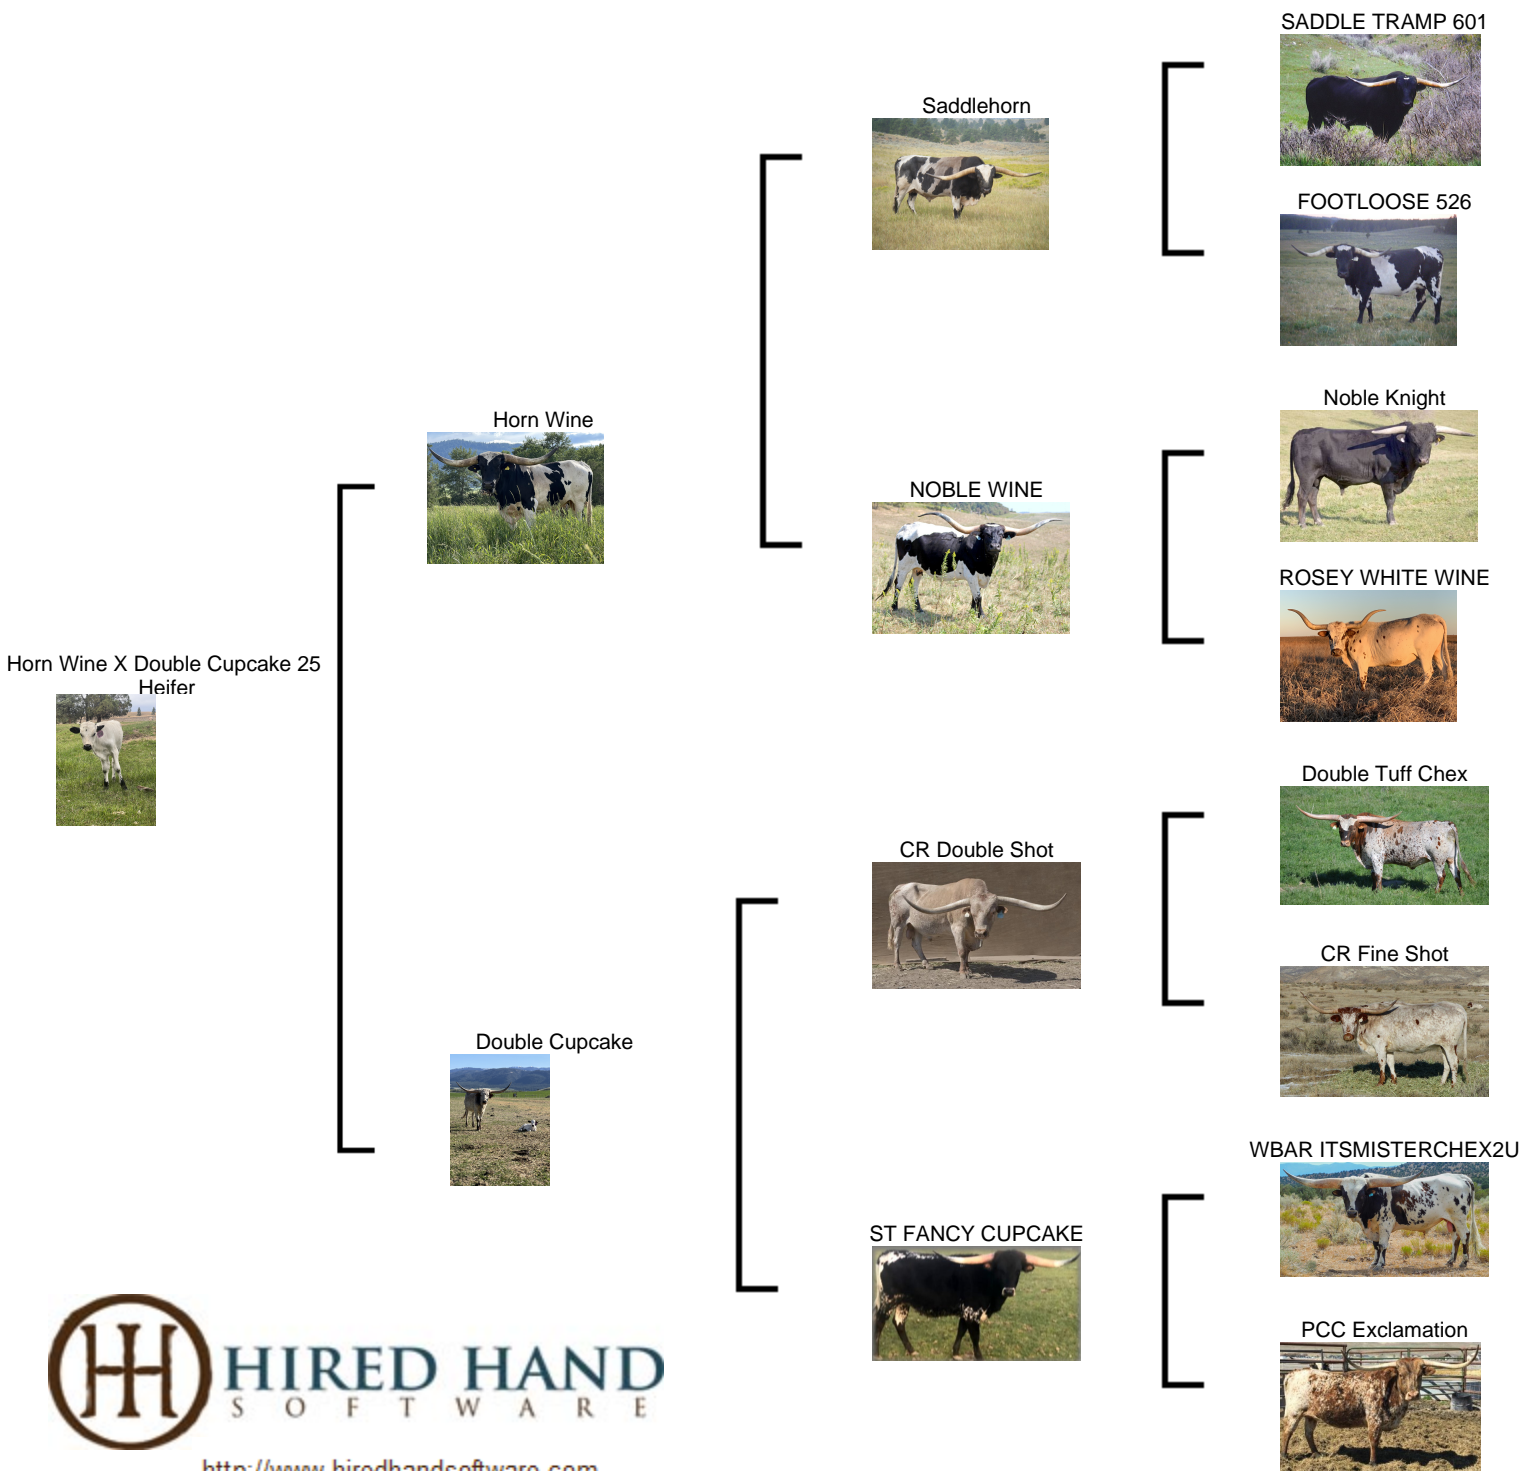 SADDLE TRAMP 601
Saddlehorn
FOOTLOOSE 526
Noble Knight
Horn Wine
NOBLE WINE
ROSEY WHITE WINE
Horn Wine X Double Cupcake 25
Heifer
Double Tuff Chex
CR Double Shot
CR Fine Shot
Double Cupcake
WBAR ITSMISTERCHEX2U
ST FANCY CUPCAKE
PCC Exclamation
HIRED HAND
SOFTWARE
http://www.hiredhandsoftware.com